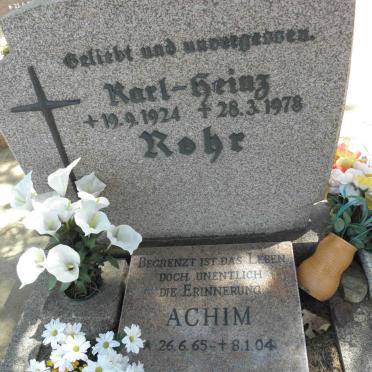 Geliebt und unvergessen.
Karl-Heinz
+ 19.9.1924 + 28.3.1978
Rohr
BEGRENZT IST DAS LEBEN
DOCH UNENTLICH
DIE ERINNERUNG
ACHIM
* 26.6.65 - + 8.1.04